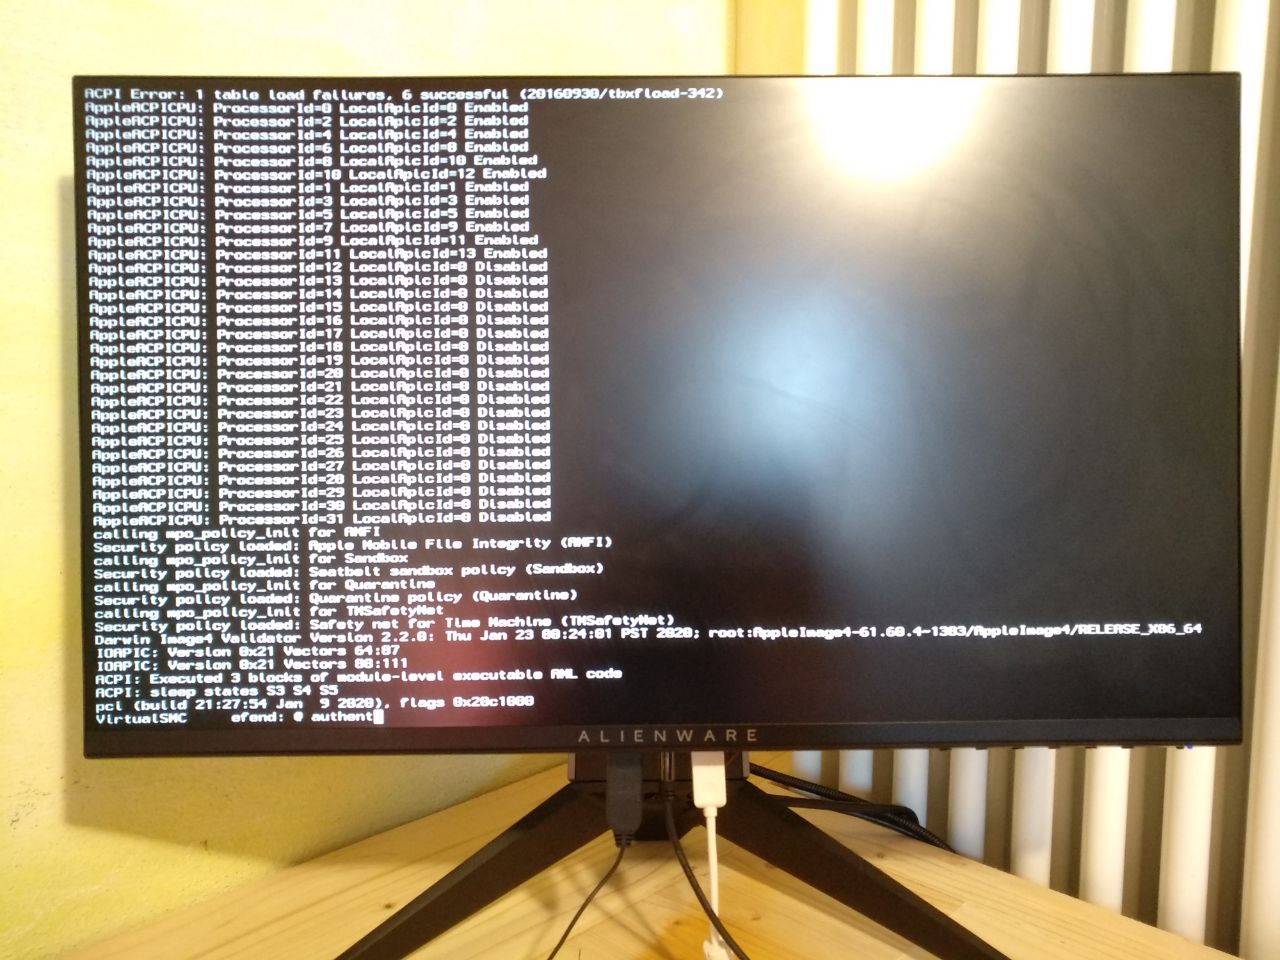 ACPI Error: 1 table load failures, 6 successful (20160930/tbxfload-342)
AppleACPICPU: ProcessorId=0 LocalApicId=0 Enabled
AppleACPICPU: ProcessorId=2 LocalApicId=2 Enabled
AppleACPICPU: ProcessorId=4 LocalApicId=4 Enabled
AppleACPICPU: ProcessorId=6 LocalApicId=8 Enabled
AppleACPICPU: ProcessorId=8 LocalApicId=10 Enabled
AppleACPICPU: ProcessorId=10 LocalApicId=12 Enabled
AppleACPICPU: ProcessorId=1 LocalApicId=1 Enabled
AppleACPICPU: ProcessorId=3 LocalApicId=3 Enabled
AppleACPICPU: ProcessorId=5 LocalApicId=5 Enabled
AppleACPICPU: ProcessorId=7 LocalApicId=9 Enabled
AppleACPICPU: ProcessorId=9 LocalApicId=11 Enabled
AppleACPICPU: ProcessorId=11 LocalApicId=13 Enabled
AppleACPICPU: ProcessorId=12 LocalApicId=0 Disabled
AppleACPICPU: ProcessorId=13 LocalApicId=0 Disabled
AppleACPICPU: ProcessorId=14 LocalApicId=0 Disabled
AppleACPICPU: ProcessorId=15 LocalApicId=0 Disabled
AppleACPICPU: ProcessorId=16 LocalApicId=0 Disabled
AppleACPICPU: ProcessorId=17 LocalApicId=0 Disabled
AppleACPICPU: ProcessorId=18 LocalApicId=0 Disabled
AppleACPICPU: ProcessorId=19 LocalApicId=0 Disabled
AppleACPICPU: ProcessorId=20 LocalApicId=0 Disabled
AppleACPICPU: ProcessorId=21 LocalApicId=0 Disabled
AppleACPICPU: ProcessorId=22 LocalApicId=0 Disabled
AppleACPICPU: ProcessorId=23 LocalApicId=0 Disabled
AppleACPICPU: ProcessorId=24 LocalApicId=0 Disabled
AppleACPICPU: ProcessorId=25 LocalApicId=0 Disabled
AppleACPICPU: ProcessorId=26 LocalApicId=0 Disabled
AppleACPICPU: ProcessorId=27 LocalApicId=0 Disabled
AppleACPICPU: ProcessorId=28 LocalApicId=0 Disabled
AppleACPICPU: ProcessorId=29 LocalApicId=0 Disabled
AppleACPICPU: ProcessorId=30 LocalApicId=0 Disabled
AppleACPICPU: ProcessorId=31 LocalApicId=0 Disabled
calling mpo_policy_init for AMFI
Security policy loaded: Apple Mobile File Integrity (AMFI)
calling mpo_policy_init for Sandbox
Security policy loaded: Seatbelt sandbox policy (Sandbox)
calling mpo_policy_init for Quarantine
Security policy loaded: Quarantine policy (Quarantine)
calling mpo_policy_init for TMSafetyNet
Security policy loaded: Safety net for Time Machine (TMSafetyNet)
Darwin Image4 Validator Version 2.2.0: Thu Jan 23 00:24:01 PST 2020; root:AppleImage4-61.60.4~1303/AppleImage4/RELEASE_X86_64
IOAPIC: Version 0x21 Vectors 64:87
IOAPIC: Version 0x21 Vectors 88:111
ACPI: Executed 3 blocks of module-level executable AML code
ACPI: sleep states S3 S4 S5
pci (build 21:27:54 Jan 9 2020), flags 0x20c1000
VirtualSMC efend: @ authent
ALIENWARE